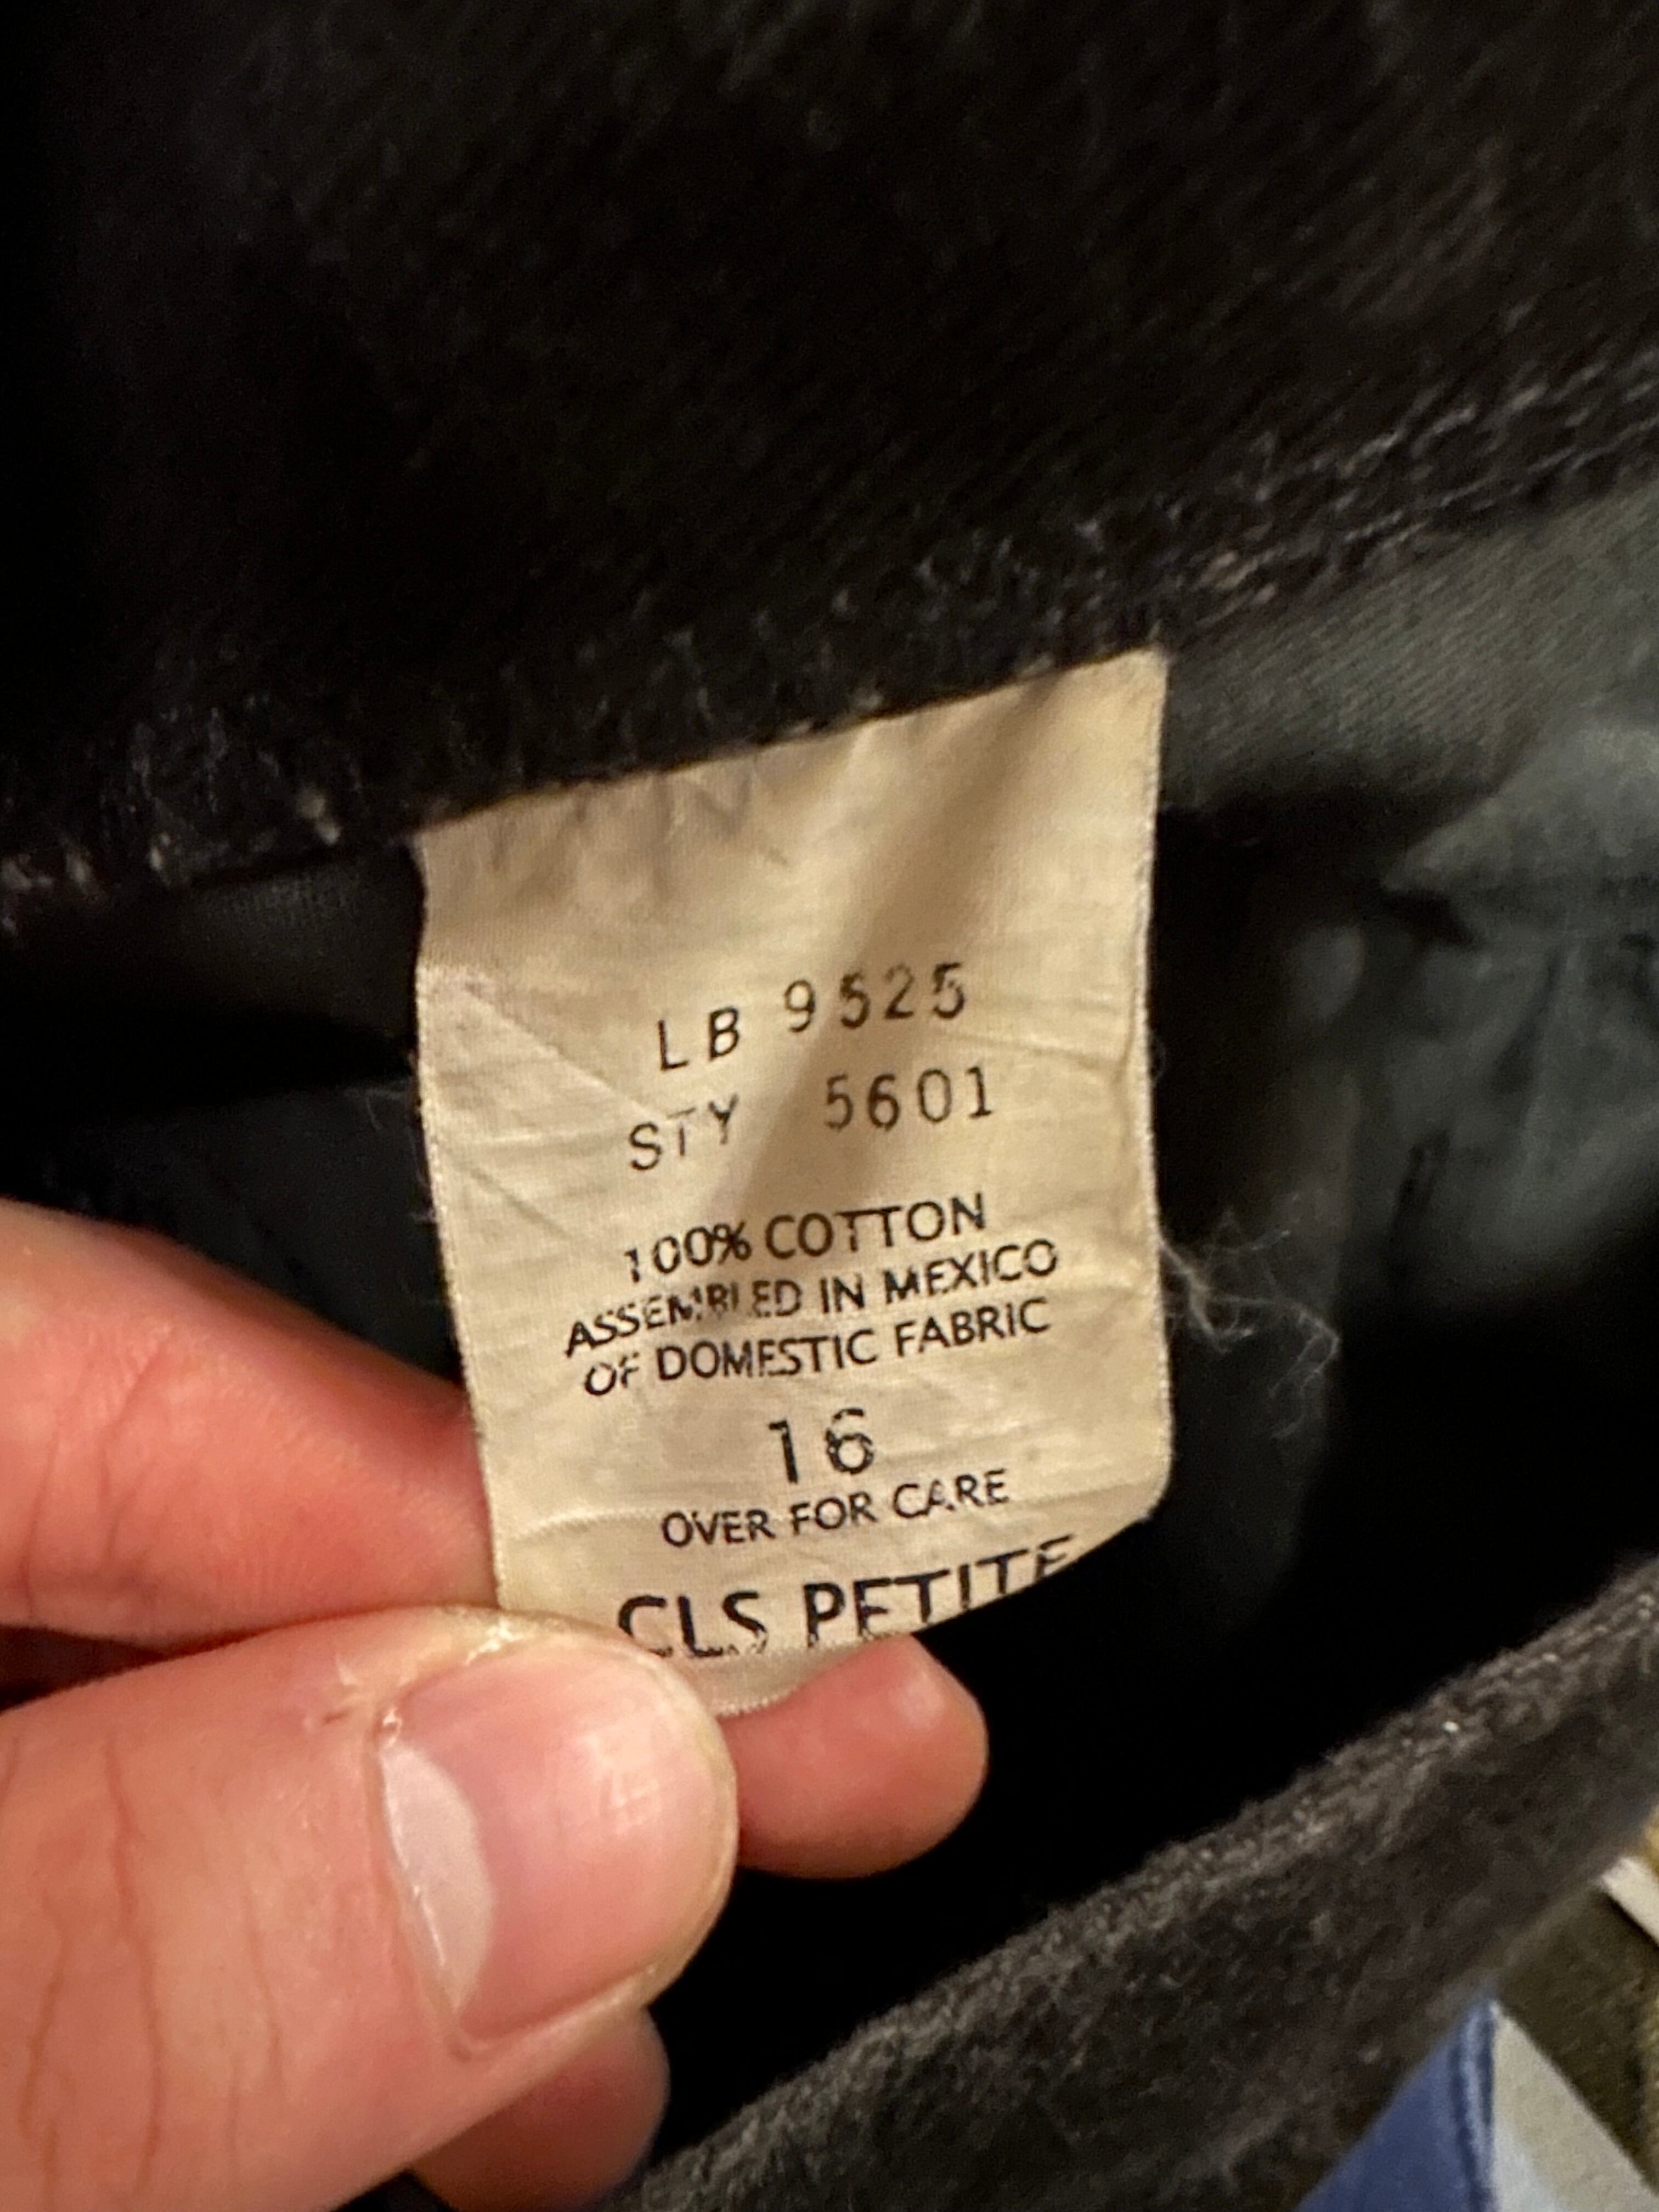 LB 9525
STY 5601
100% COTTON
ASSEMBLED IN MEXICO
OF DOMESTIC FABRIC
16
OVER FOR CARE
CLS PETITE